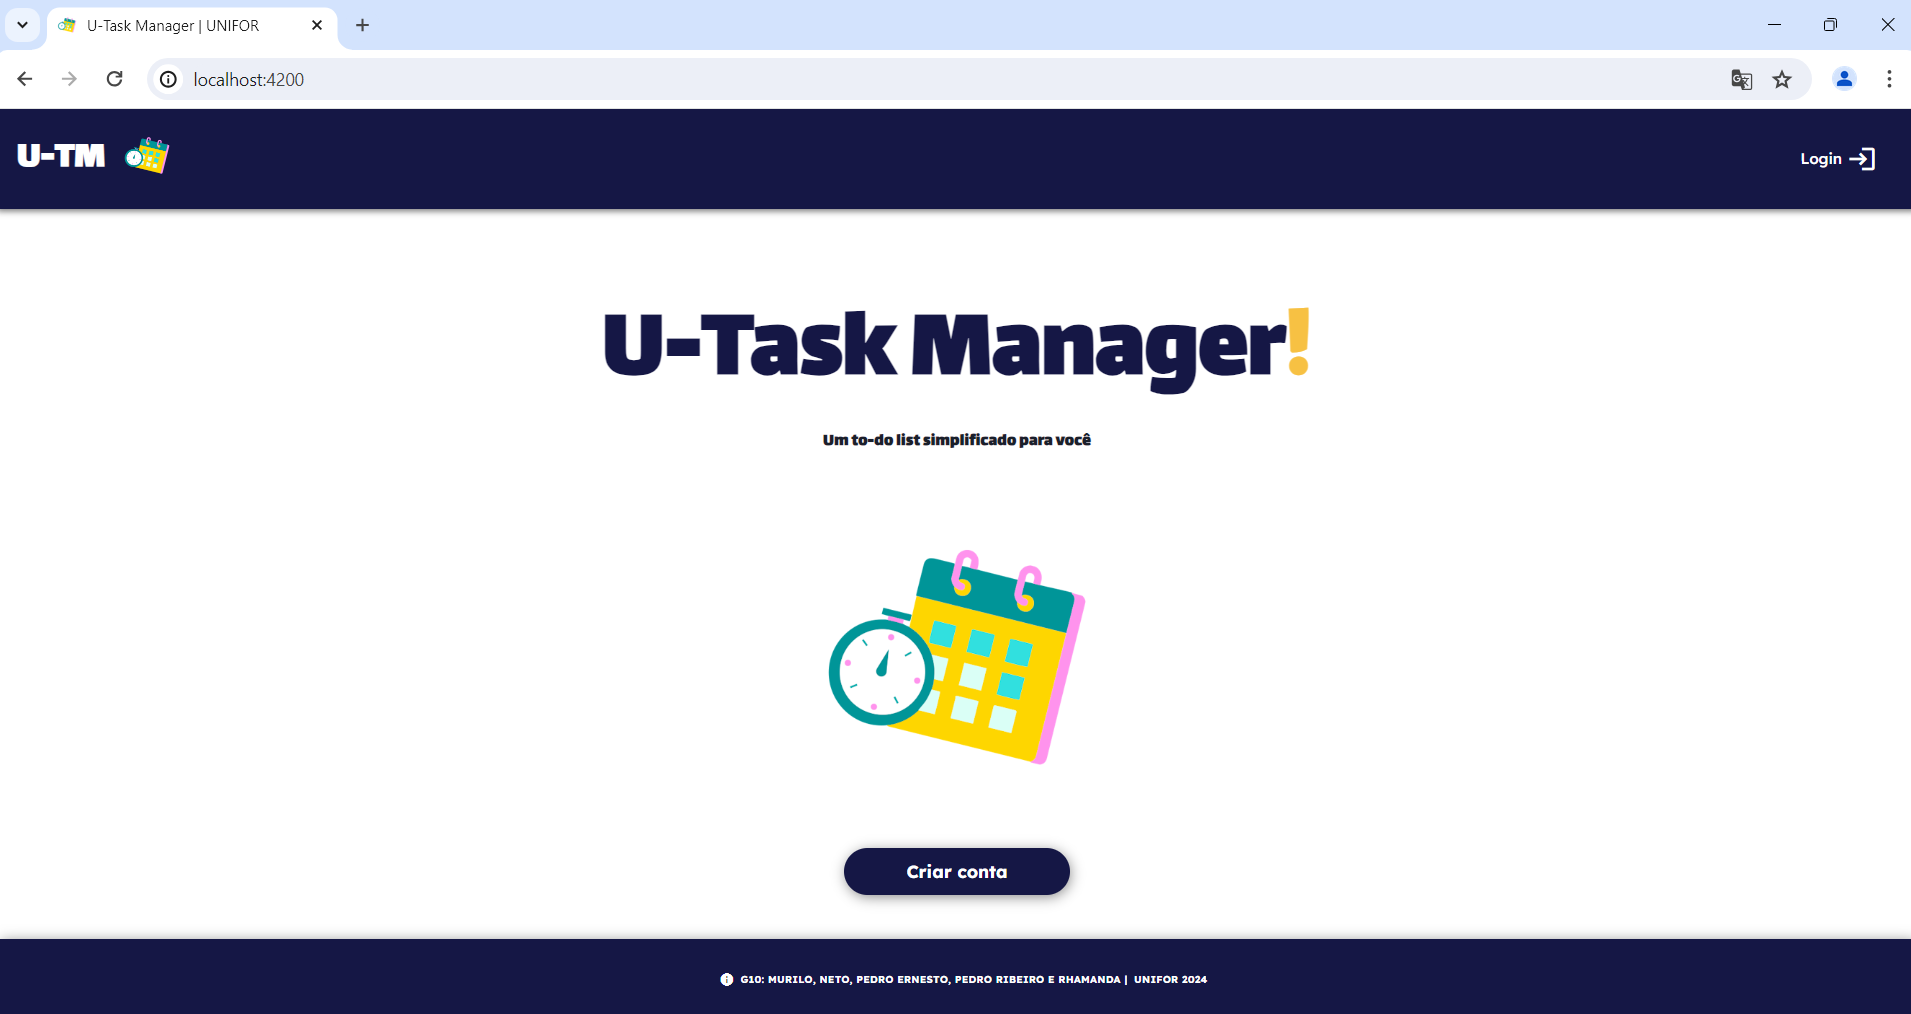 U-Task Manager | UNIFOR
localhost:4200
U-TM
Login
U-Task Manager!
Um to-do list simplificado para você
Criar conta
G10: MURILO, NETO, PEDRO ERNESTO, PEDRO RIBEIRO E RHAMANDA | UNIFOR 2024